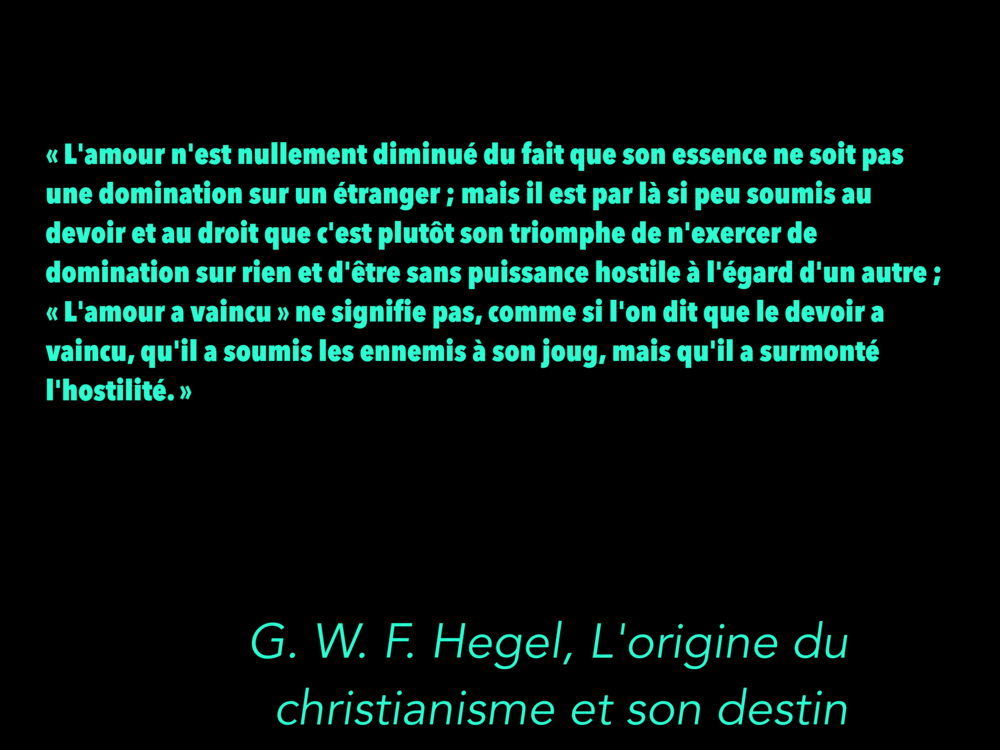 « L'amour n'est nullement diminué du fait que son essence ne soit pas
une domination sur un étranger ; mais il est par là si peu soumis au
devoir et au droit que c'est plutôt son triomphe de n'exercer de
domination sur rien et d'être sans puissance hostile à l'égard d'un autre ;
« L'amour a vaincu » ne signifie pas, comme si l'on dit que le devoir a
vaincu, qu'il a soumis les ennemis à son joug, mais qu'il a surmonté
l'hostilité. »
G. W. F. Hegel, L'origine du
christianisme et son destin